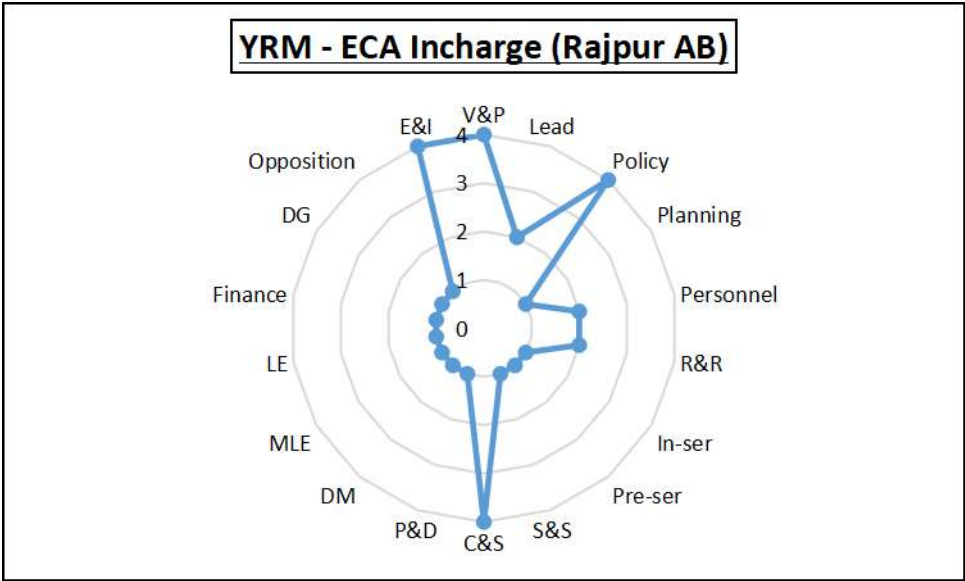 YRM - ECA Incharge (Rajpur AB)
V&P
Lead
Policy
Planning
Personnel
R&R
In-ser
Pre-ser
S&S
C&S
P&D
DM
MLE
LE
Finance
DG
Opposition
E&I
4
3
2
1
0